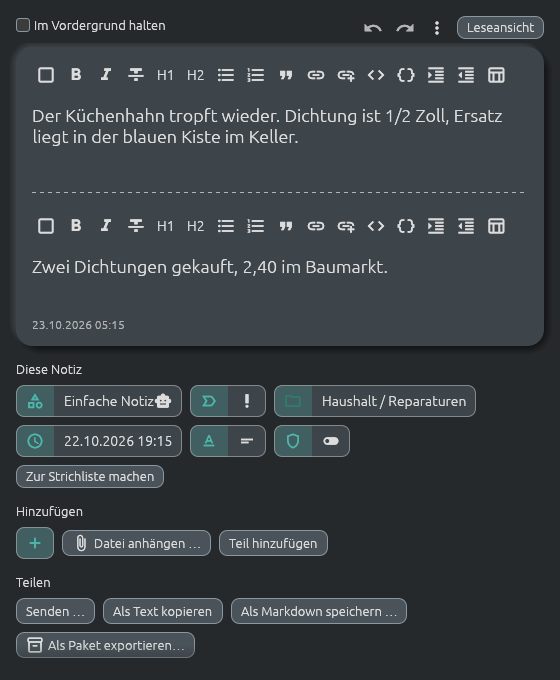 Im Vordergrund halten
Leseansicht
B I S H1 H2
Der Küchenhahn tropft wieder. Dichtung ist 1/2 Zoll, Ersatz
liegt in der blauen Kiste im Keller.
B I S H1 H2
Zwei Dichtungen gekauft, 2,40 im Baumarkt.
23.10.2026 05:15
Diese Notiz
Einfache Notiz
Haushalt / Reparaturen
22.10.2026 19:15
A
Zur Strichliste machen
Hinzufügen
Datei anhängen …
Teil hinzufügen
Teilen
Senden …
Als Text kopieren
Als Markdown speichern …
Als Paket exportieren…